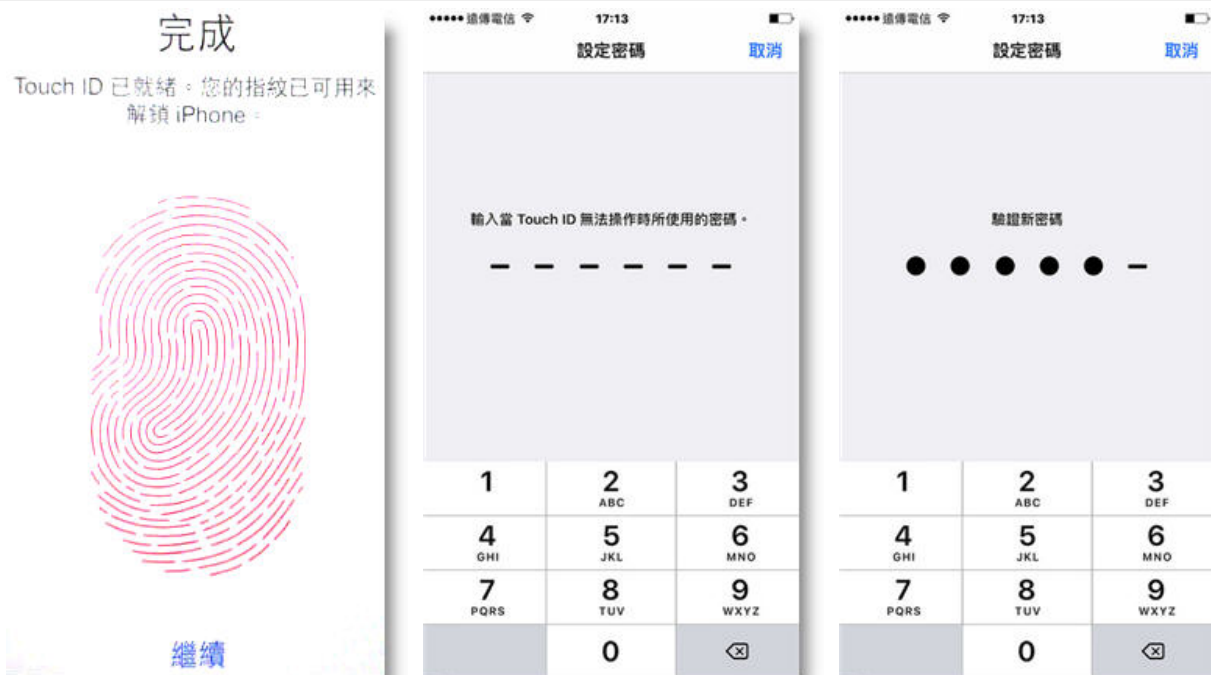 完成
Touch ID 已就緒。您的指紋已可用來
解鎖 iPhone。
繼續
遠傳電信 17:13
設定密碼 取消
輸入當 Touch ID 無法操作時所使用的密碼。
1 2 3
ABC DEF
4 5 6
GHI JKL MNO
7 8 9
PQRS TUV WXYZ
0
遠傳電信 17:13
設定密碼 取消
驗證新密碼
1 2 3
ABC DEF
4 5 6
GHI JKL MNO
7 8 9
PQRS TUV WXYZ
0